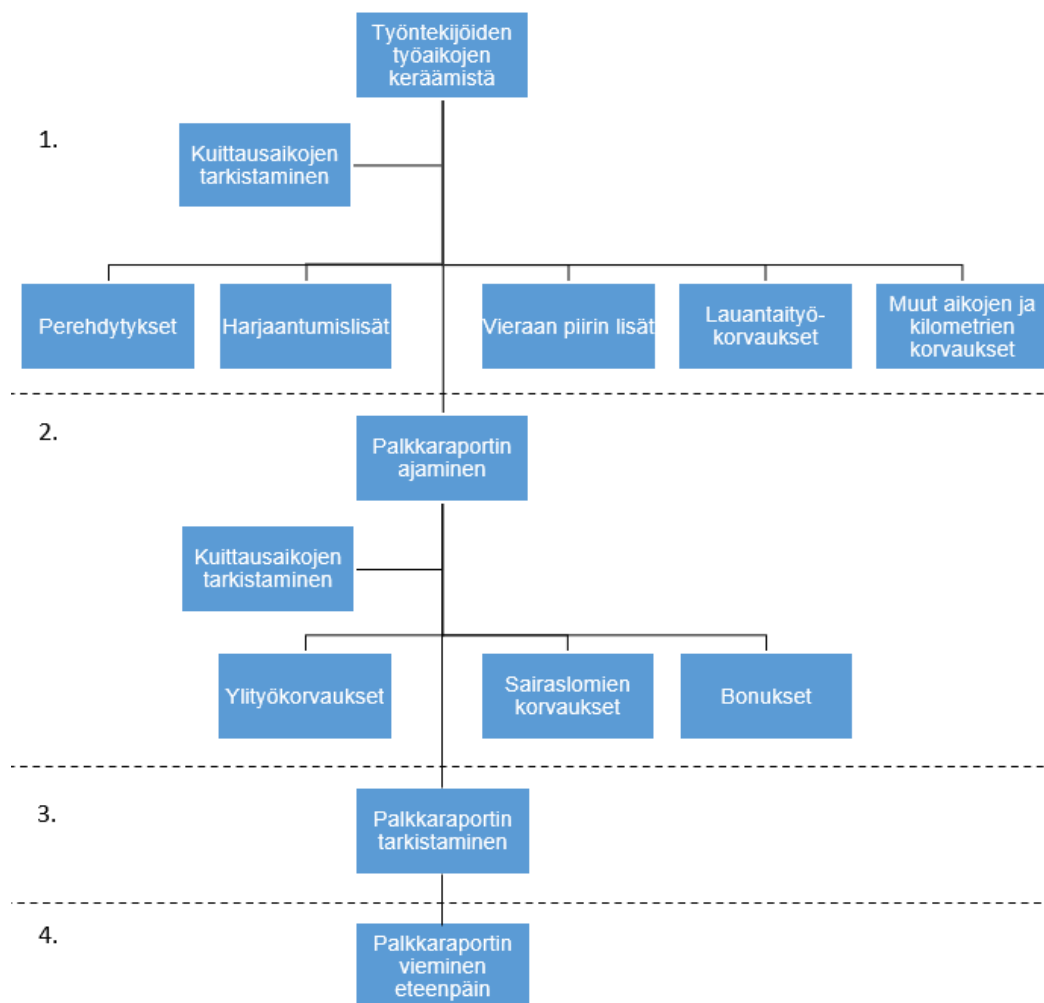 Työntekijöiden
työaikojen
keräämistä
1.
Kuittausaikojen
tarkistaminen
Perehdytykset
Harjaantumislisät
Vieraan piirin lisät
Lauantaityö-
korvaukset
Muut aikojen ja
kilometrien
korvaukset
2.
Palkkaraportin
ajaminen
Kuittausaikojen
tarkistaminen
Ylityökorvaukset
Sairaslomien
korvaukset
Bonukset
3.
Palkkaraportin
tarkistaminen
4.
Palkkaraportin
vieminen
eteenpäin